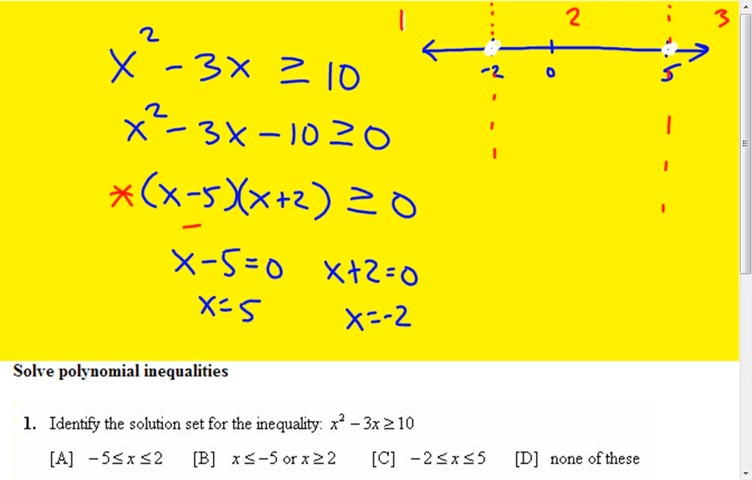 1 2 3
-2 0 5
x² - 3x ≥ 10
x² - 3x - 10 ≥ 0
* (x - 5)(x + 2) ≥ 0
x - 5 = 0 x + 2 = 0
x = 5 x = -2
Solve polynomial inequalities
1. Identify the solution set for the inequality: x² − 3x ≥ 10
[A] −5 ≤ x ≤ 2 [B] x ≤ −5 or x ≥ 2 [C] −2 ≤ x ≤ 5 [D] none of these